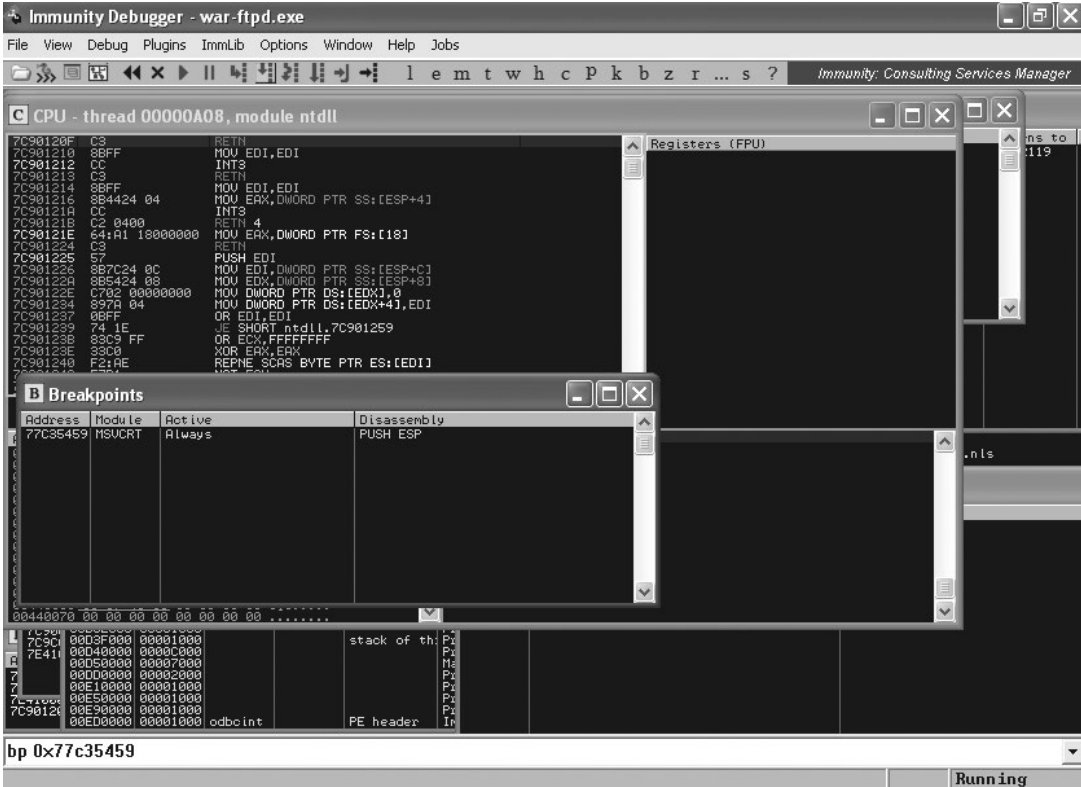 Immunity Debugger - war-ftpd.exe
File View Debug Plugins ImmLib Options Window Help Jobs
l e m t w h c P k b z r ... s ? Immunity: Consulting Services Manager
C CPU - thread 00000A08, module ntdll
Registers (FPU)
7C90120F C3 RETN
7C901210 8BFF MOV EDI,EDI
7C901212 CC INT3
7C901213 C3 RETN
7C901214 8BFF MOV EDI,EDI
7C901216 8B4424 04 MOV EAX,DWORD PTR SS:[ESP+4]
7C90121A CC INT3
7C90121B C2 0400 RETN 4
7C90121E 64:A1 18000000 MOV EAX,DWORD PTR FS:[18]
7C901224 C3 RETN
7C901225 57 PUSH EDI
7C901226 8B7C24 0C MOV EDI,DWORD PTR SS:[ESP+C]
7C90122A 8B5424 08 MOV EDX,DWORD PTR SS:[ESP+8]
7C90122E C702 00000000 MOV DWORD PTR DS:[EDX],0
7C901234 897A 04 MOV DWORD PTR DS:[EDX+4],EDI
7C901237 0BFF OR EDI,EDI
7C901239 74 1E JE SHORT ntdll.7C901259
7C90123B 83C9 FF OR ECX,FFFFFFFF
7C90123E 33C0 XOR EAX,EAX
7C901240 F2:AE REPNE SCAS BYTE PTR ES:[EDI]
ns to
:119
B Breakpoints
Address Module Active Disassembly
77C35459 MSVCRT Always PUSH ESP
.nls
00440070 00 00 00 00 00 00 00 00 ........
00D3F000 00001000 stack of th
00D40000 0000C000
00D50000 00007000
00DD0000 00002000
00E10000 00001000
00E50000 00001000
00E90000 00001000
00ED0000 00001000 odbcint PE header
7C9012
bp 0x77c35459
Running